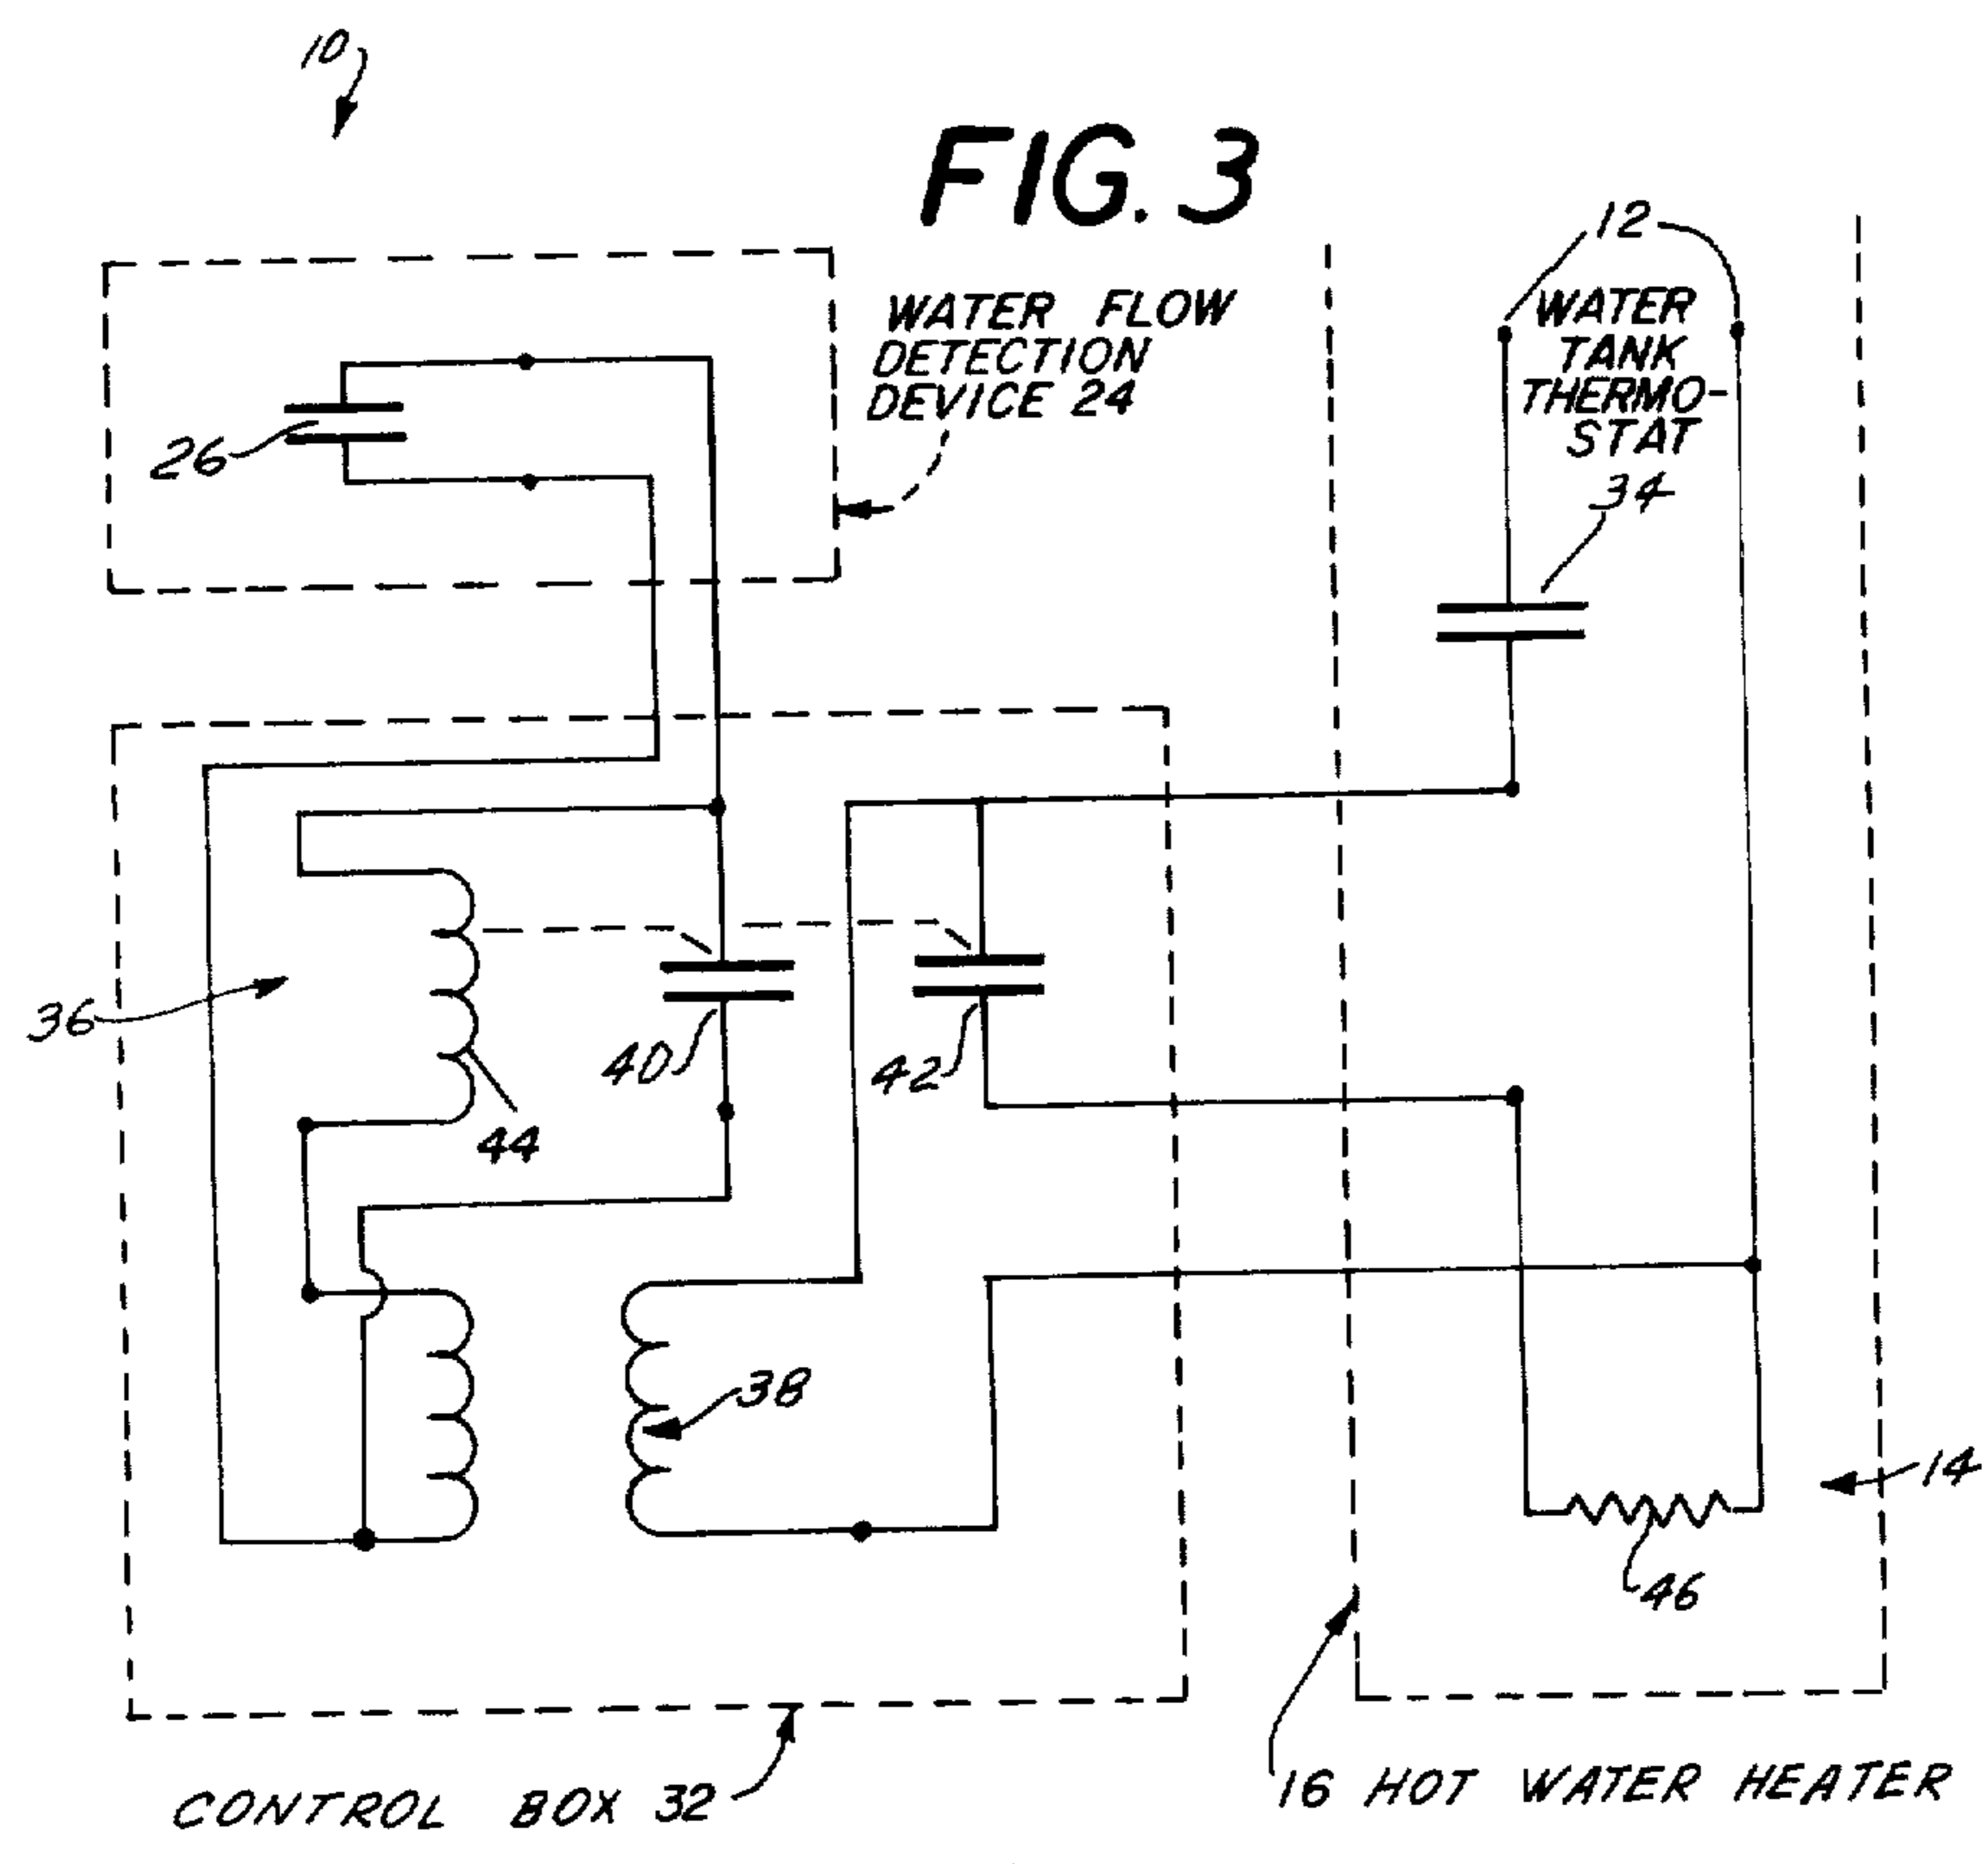 10
FIG. 3
12
WATER FLOW
DETECTION
DEVICE 24
WATER
TANK
THERMO-
STAT
34
26
36
40
42
44
38
14
46
CONTROL BOX 32
16 HOT WATER HEATER